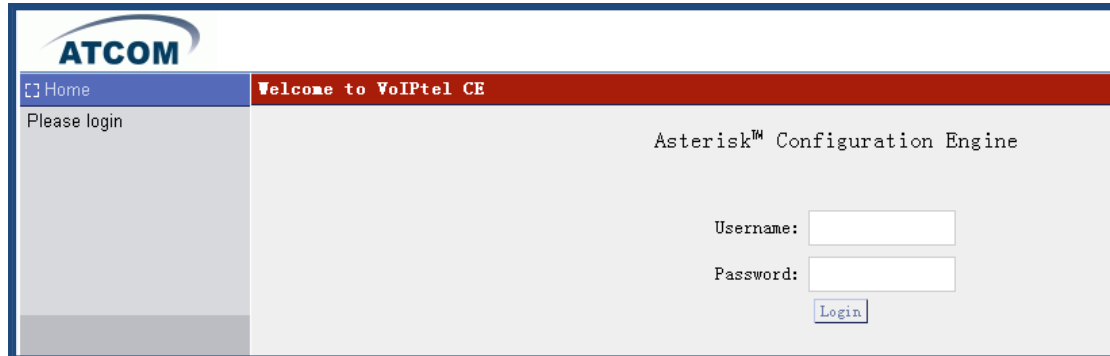 ATCOM
Home
Welcome to VoIPtel CE
Please login
Asterisk™ Configuration Engine
Username:
Password:
Login